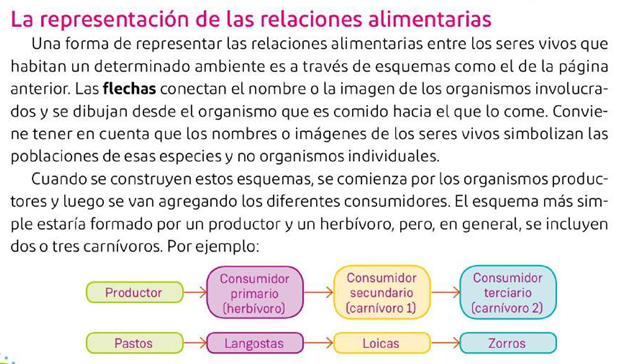 La representación de las relaciones alimentarias
Una forma de representar las relaciones alimentarias entre los seres vivos que
habitan un determinado ambiente es a través de esquemas como el de la página
anterior. Las flechas conectan el nombre o la imagen de los organismos involucra-
dos y se dibujan desde el organismo que es comido hacia el que lo come. Convie-
ne tener en cuenta que los nombres o imágenes de los seres vivos simbolizan las
poblaciones de esas especies y no organismos individuales.
Cuando se construyen estos esquemas, se comienza por los organismos produc-
tores y luego se van agregando los diferentes consumidores. El esquema más sim-
ple estaría formado por un productor y un herbívoro, pero, en general, se incluyen
dos o tres carnívoros. Por ejemplo:
Productor
Consumidor
primario
(herbívoro)
Consumidor
secundario
(carnívoro 1)
Consumidor
terciario
(carnívoro 2)
Pastos
Langostas
Loicas
Zorros